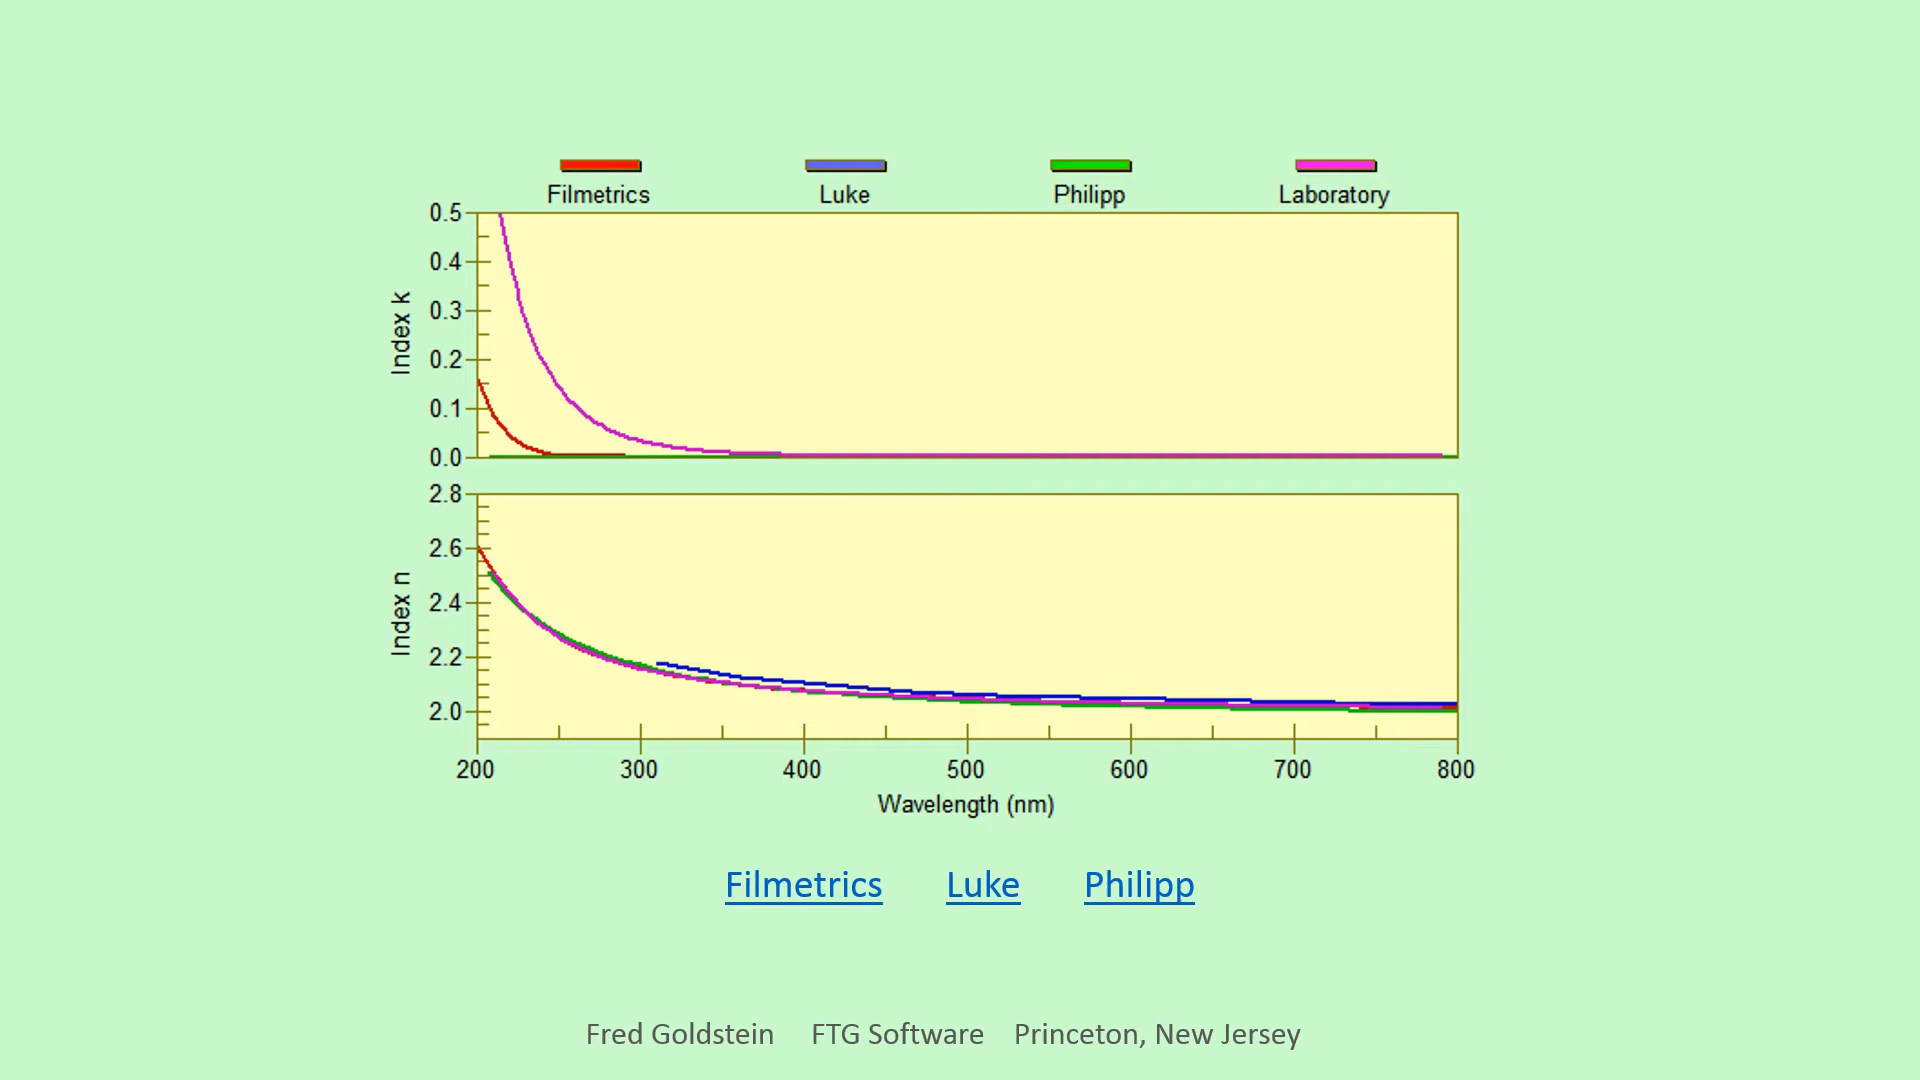 Filmetrics Luke Philipp Laboratory
0.5
0.4
0.3
0.2
0.1
0.0
Index k
2.8
2.6
2.4
2.2
2.0
Index n
200 300 400 500 600 700 800
Wavelength (nm)
Filmetrics Luke Philipp
Fred Goldstein FTG Software Princeton, New Jersey